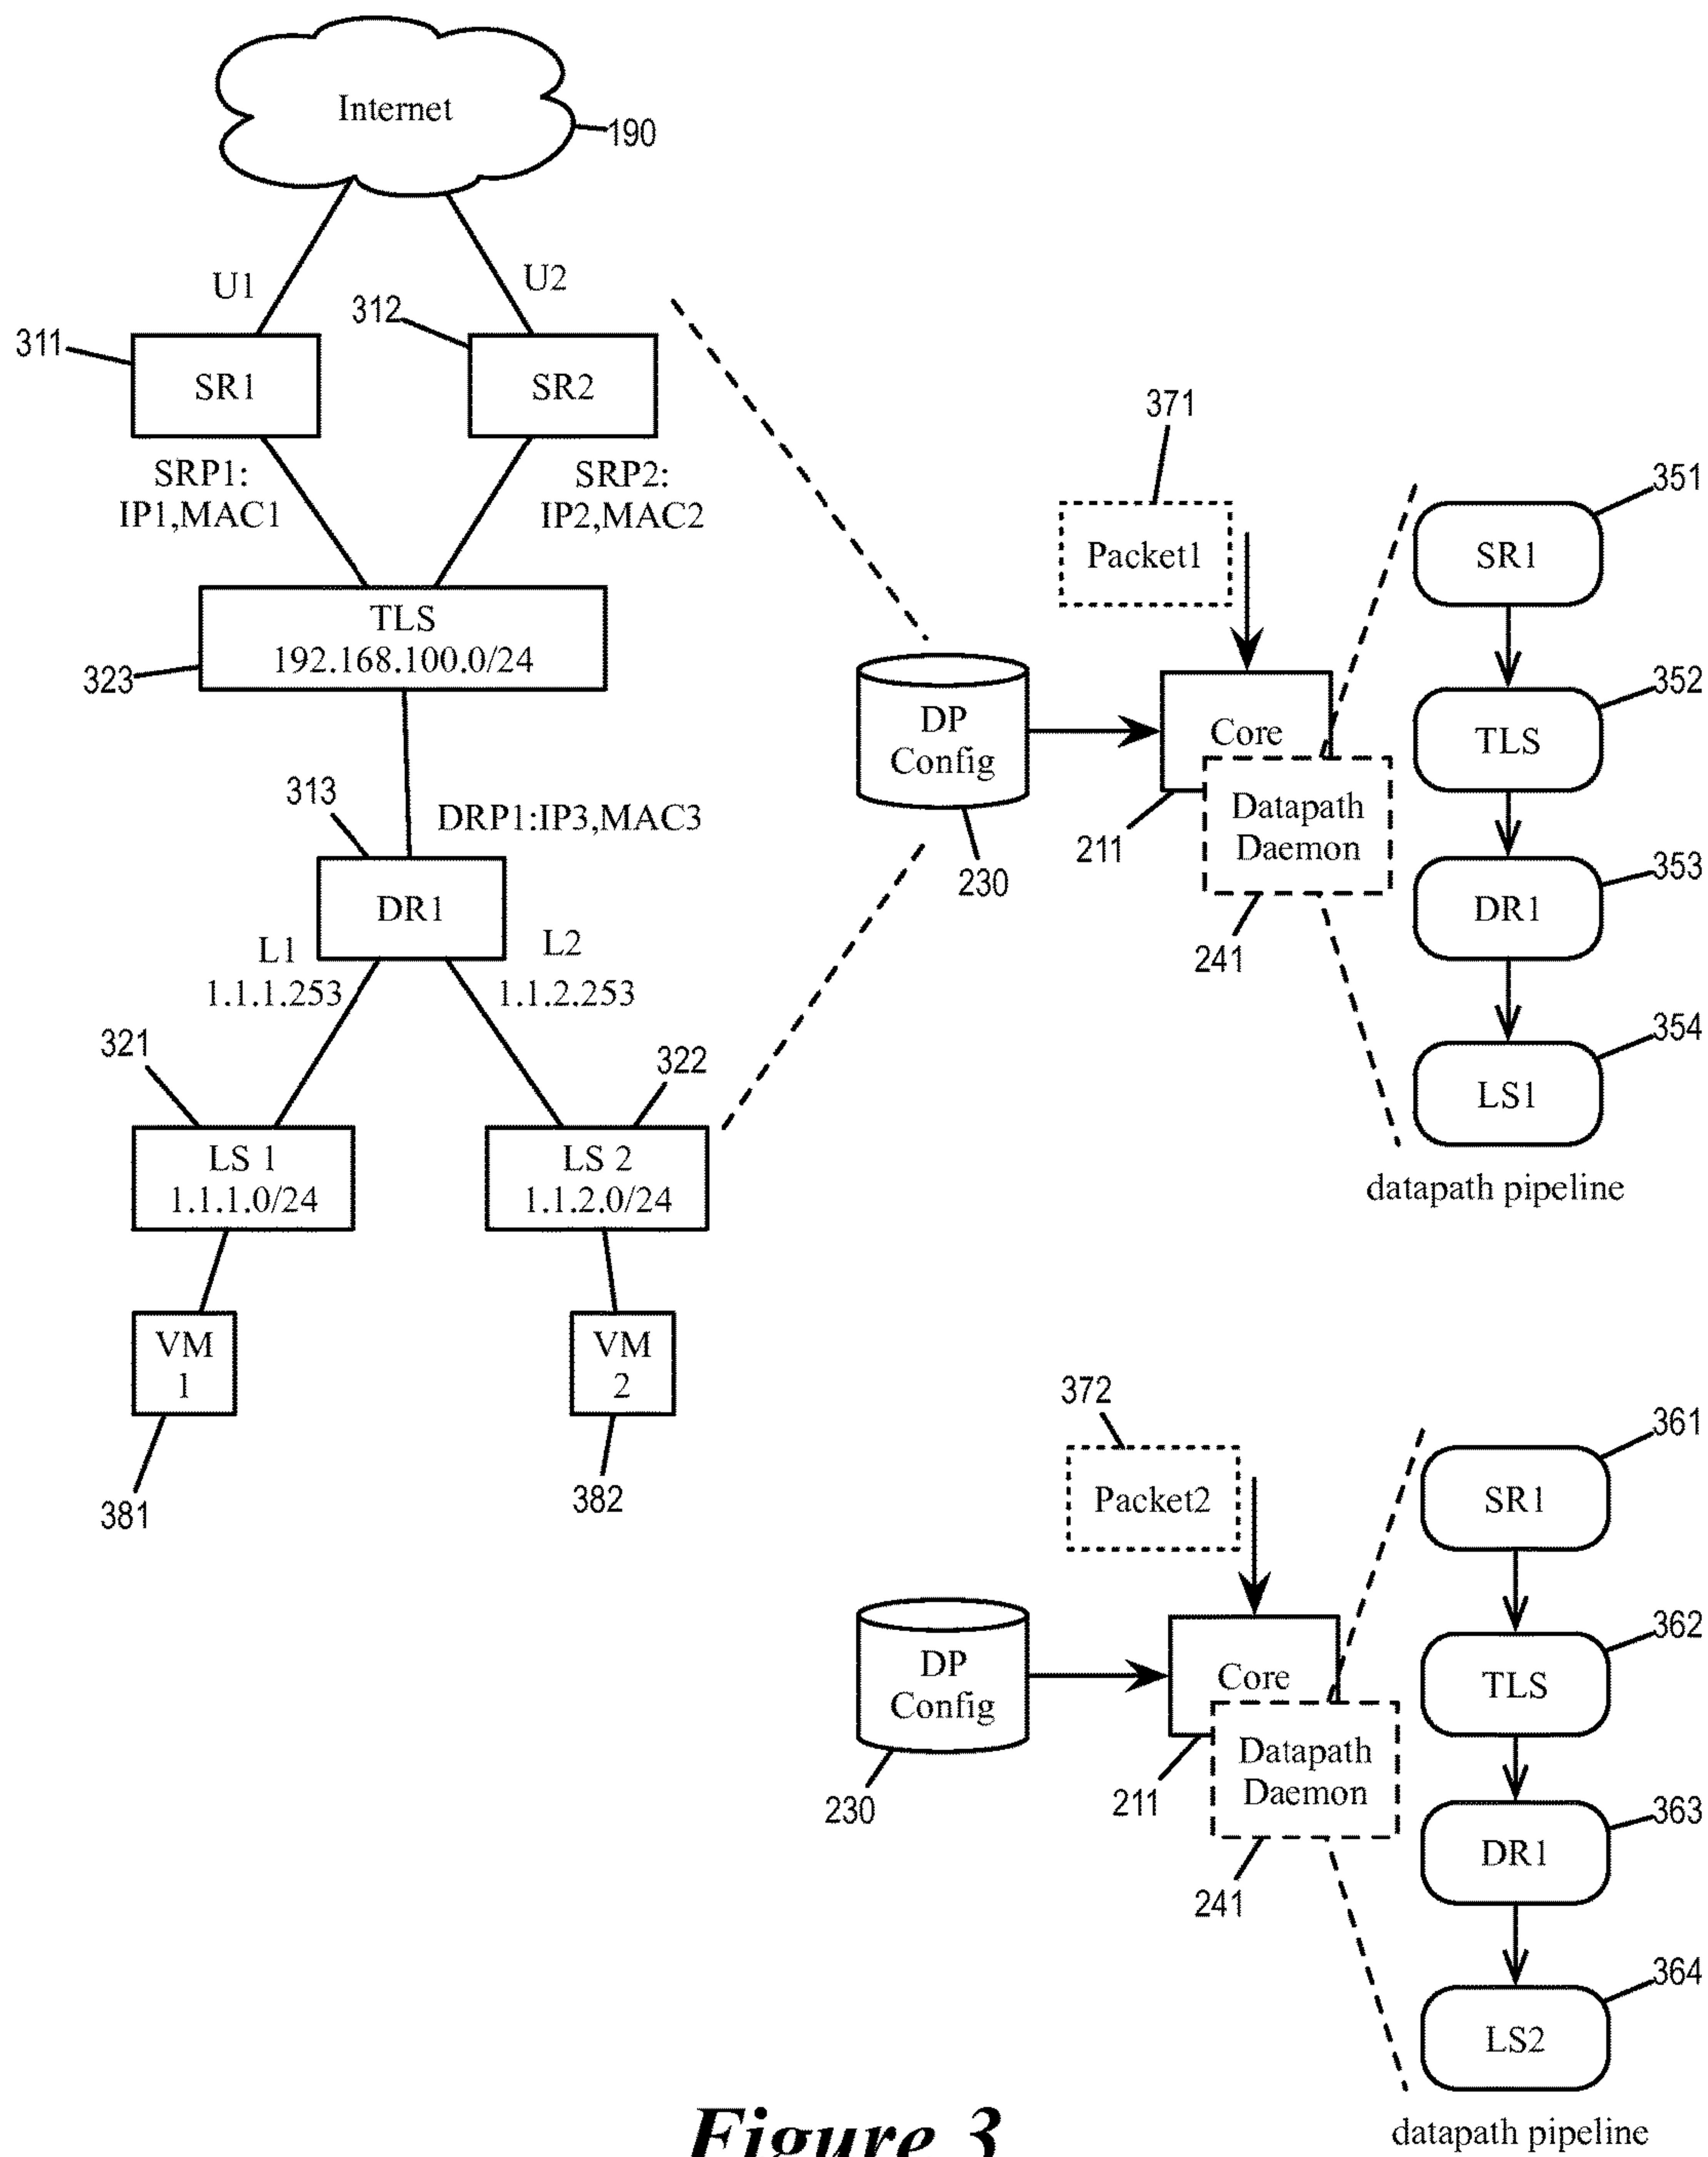 Internet
190
U1
U2
311
312
SR1
SR2
SRP1:
IP1,MAC1
SRP2:
IP2,MAC2
TLS
192.168.100.0/24
323
313
DRP1:IP3,MAC3
DR1
L1
1.1.1.253
L2
1.1.2.253
321
322
LS 1
1.1.1.0/24
LS 2
1.1.2.0/24
VM
1
VM
2
381
382
371
Packet1
DP
Config
230
Core
211
Datapath
Daemon
241
351
SR1
352
TLS
353
DR1
354
LS1
datapath pipeline
372
Packet2
DP
Config
230
Core
211
Datapath
Daemon
241
361
SR1
362
TLS
363
DR1
364
LS2
datapath pipeline
Figure 3